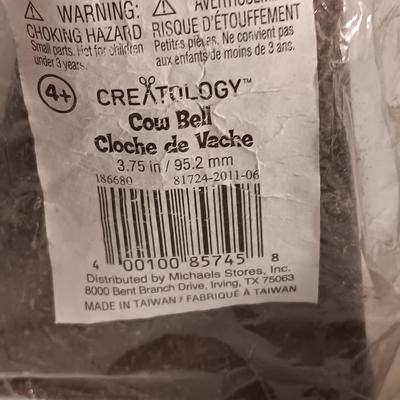 WARNING:
CHOKING HAZARD
Small parts. Not for children
under 3 years.
AVERTISSEMENT
RISQUE D'ÉTOUFFEMENT
Petites pièces. Ne convient pas
aux enfants de moins de 3 ans.
4+
CREATOLOGY™
Cow Bell
Cloche de Vache
3.75 in / 95.2 mm
186680 81724-2011-06
4 00100 85745 8
Distributed by Michaels Stores, Inc.
8000 Bent Branch Drive, Irving, TX 75063
MADE IN TAIWAN / FABRIQUÉ À TAIWAN